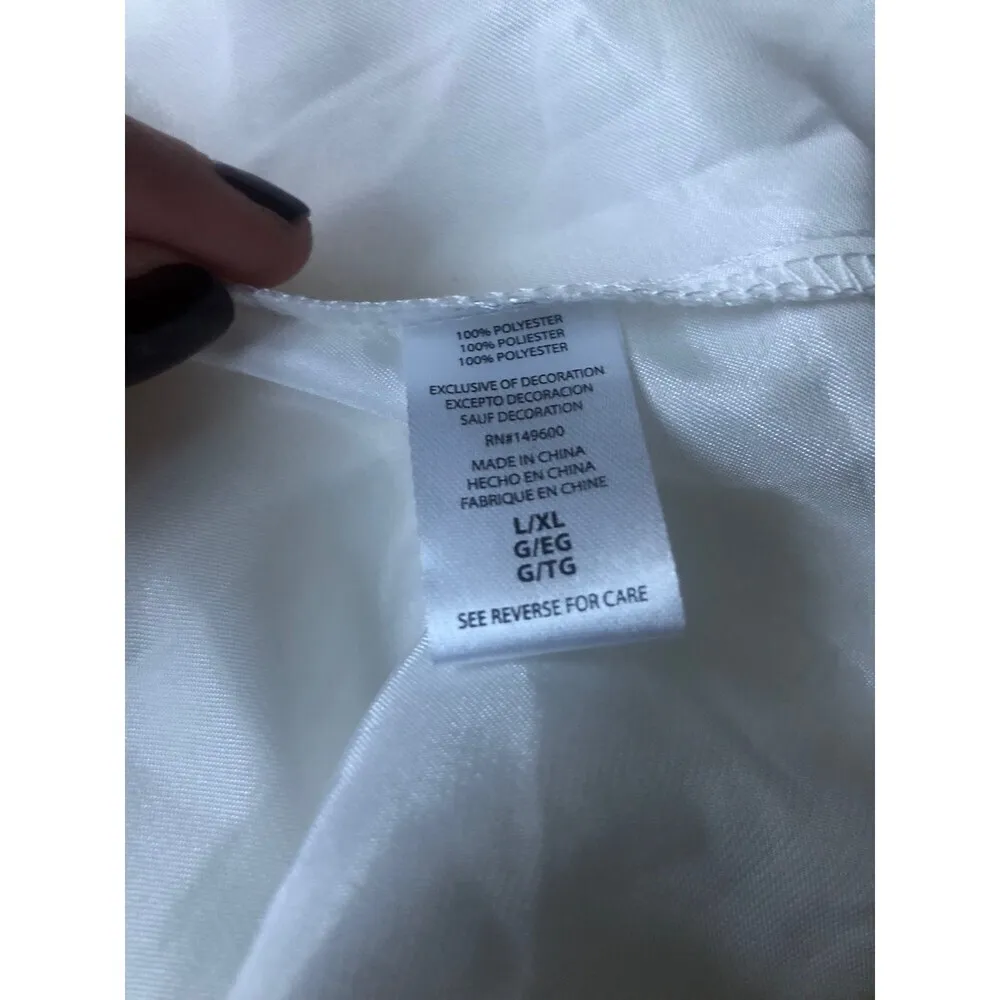 100% POLYESTER
100% POLIESTER
100% POLYESTER
EXCLUSIVE OF DECORATION
EXCEPTO DECORACION
SAUF DECORATION
RN#149600
MADE IN CHINA
HECHO EN CHINA
FABRIQUE EN CHINE
L/XL
G/EG
G/TG
SEE REVERSE FOR CARE